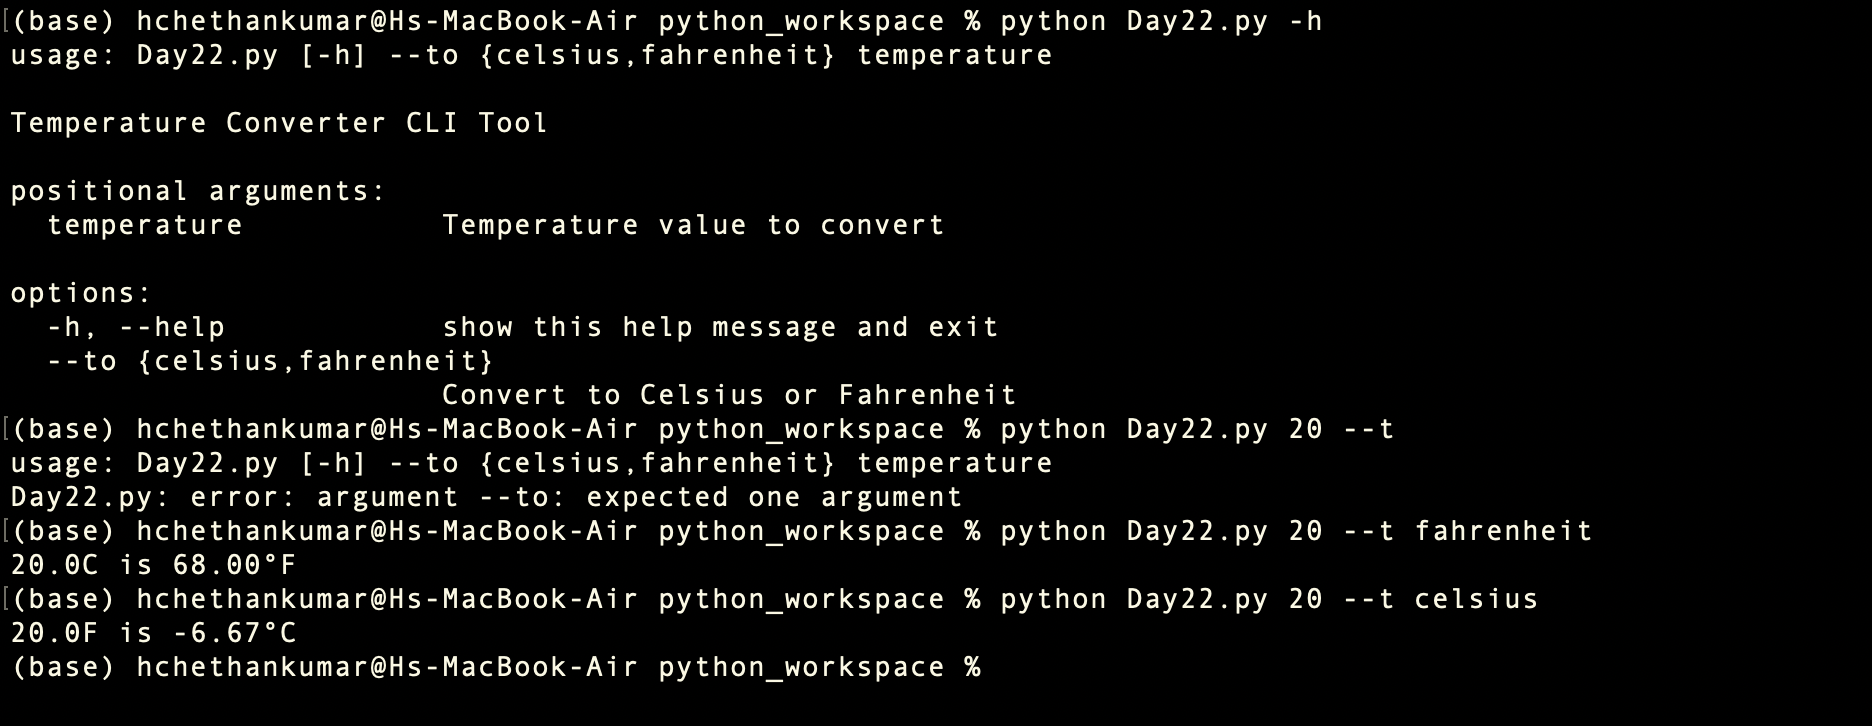 [(base) hchethankumar@Hs-MacBook-Air python_workspace % python Day22.py -h
usage: Day22.py [-h] --to {celsius,fahrenheit} temperature
Temperature Converter CLI Tool
positional arguments:
  temperature           Temperature value to convert
options:
  -h, --help            show this help message and exit
  --to {celsius,fahrenheit}
                        Convert to Celsius or Fahrenheit
[(base) hchethankumar@Hs-MacBook-Air python_workspace % python Day22.py 20 --t
usage: Day22.py [-h] --to {celsius,fahrenheit} temperature
Day22.py: error: argument --to: expected one argument
[(base) hchethankumar@Hs-MacBook-Air python_workspace % python Day22.py 20 --t fahrenheit
20.0C is 68.00°F
[(base) hchethankumar@Hs-MacBook-Air python_workspace % python Day22.py 20 --t celsius
20.0F is -6.67°C
(base) hchethankumar@Hs-MacBook-Air python_workspace %